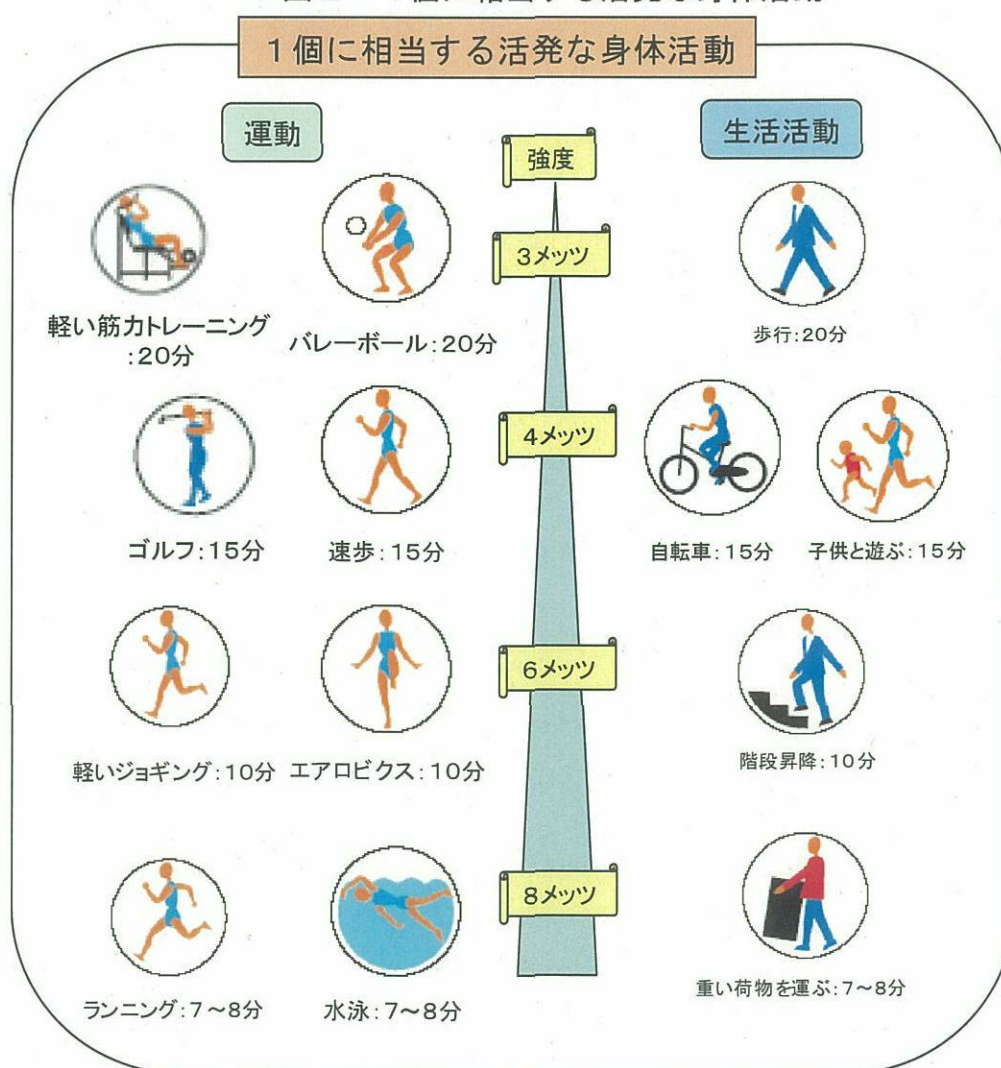 1個に相当する活発な身体活動
運動
強度
生活活動
3メッツ
軽い筋力トレーニング
:20分
バレーボール:20分
歩行:20分
4メッツ
ゴルフ:15分
速歩:15分
自転車:15分
子供と遊ぶ:15分
6メッツ
軽いジョギング:10分
エアロビクス:10分
階段昇降:10分
8メッツ
ランニング:7~8分
水泳:7~8分
重い荷物を運ぶ:7~8分